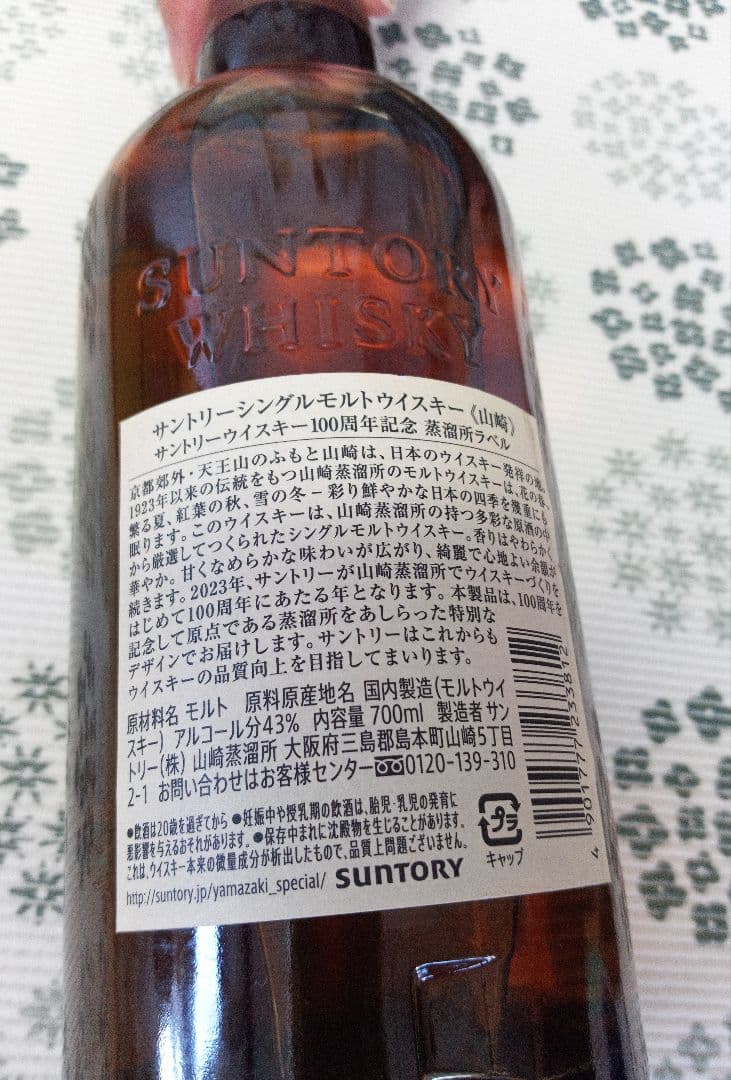 SUNTORY
WHISKY
サントリーシングルモルトウイスキー《山崎》
サントリーウイスキー100周年記念 蒸溜所ラベル
京都郊外・天王山のふもと山崎は、日本のウイスキー発祥の地。
1923年以来の伝統をもつ山崎蒸溜所のモルトウイスキーは、花の春、
繁る夏、紅葉の秋、雪の冬－彩り鮮やかな日本の四季を幾重にも
眠ります。このウイスキーは、山崎蒸溜所の持つ多彩な原酒の中
から厳選してつくられたシングルモルトウイスキー。香りはやわらかく
華やか。甘くなめらかな味わいが広がり、綺麗で心地よい余韻が
続きます。2023年、サントリーが山崎蒸溜所でウイスキーづくりを
はじめて100周年にあたる年となります。本製品は、100周年を
記念して原点である蒸溜所をあしらった特別な
デザインでお届けします。サントリーはこれからも
ウイスキーの品質向上を目指してまいります。
原材料名 モルト 原料原産地名 国内製造(モルトウイ
スキー) アルコール分43% 内容量 700ml 製造者 サン
トリー(株) 山崎蒸溜所 大阪府三島郡島本町山崎5丁目
2-1 お問い合わせはお客様センター 0120-139-310
●飲酒は20歳を過ぎてから ●妊娠中や授乳期の飲酒は、胎児・乳児の発育に
悪影響を与えるおそれがあります。●保存中まれに沈殿物を生じることがあります。
これは、ウイスキー本来の微量成分が析出したもので、品質上問題ございません。
http://suntory.jp/yamazaki_special/ SUNTORY
プラ
キャップ
4 901777 233812